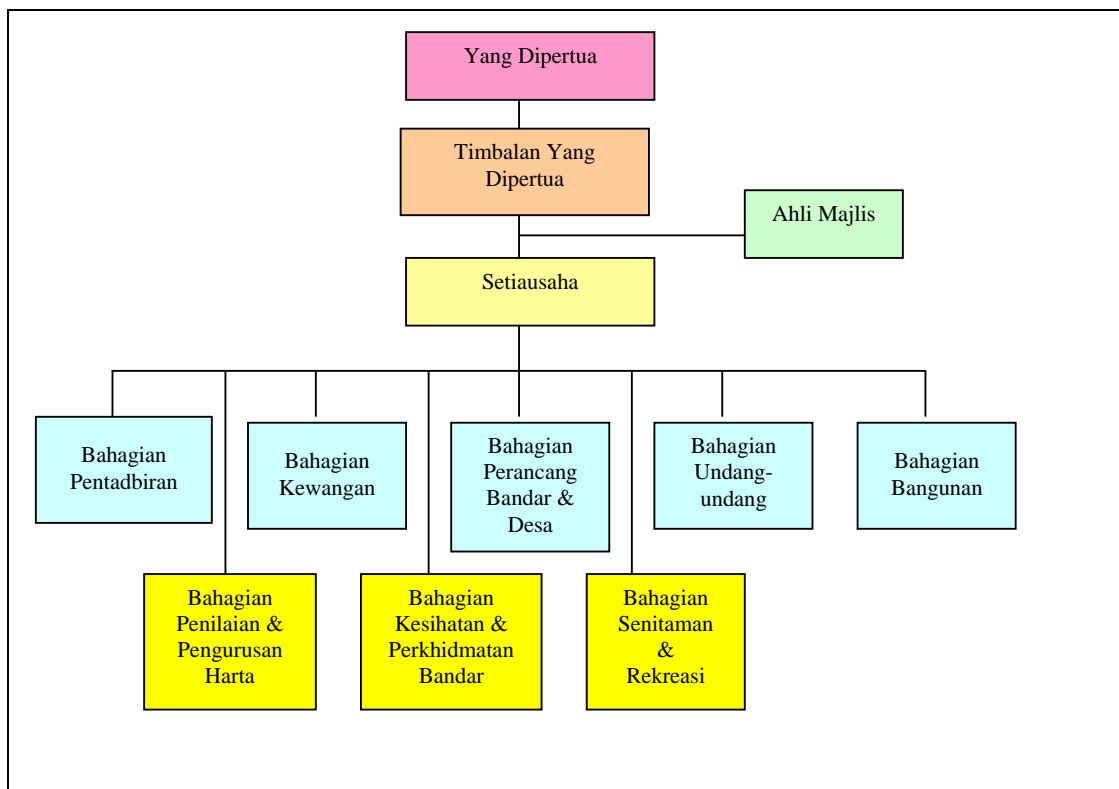 Yang Dipertua
Timbalan Yang
Dipertua
Ahli Majlis
Setiausaha
Bahagian
Pentadbiran
Bahagian
Kewangan
Bahagian
Perancang
Bandar &
Desa
Bahagian
Undang-
undang
Bahagian
Bangunan
Bahagian
Penilaian &
Pengurusan
Harta
Bahagian
Kesihatan &
Perkhidmatan
Bandar
Bahagian
Senitaman
&
Rekreasi